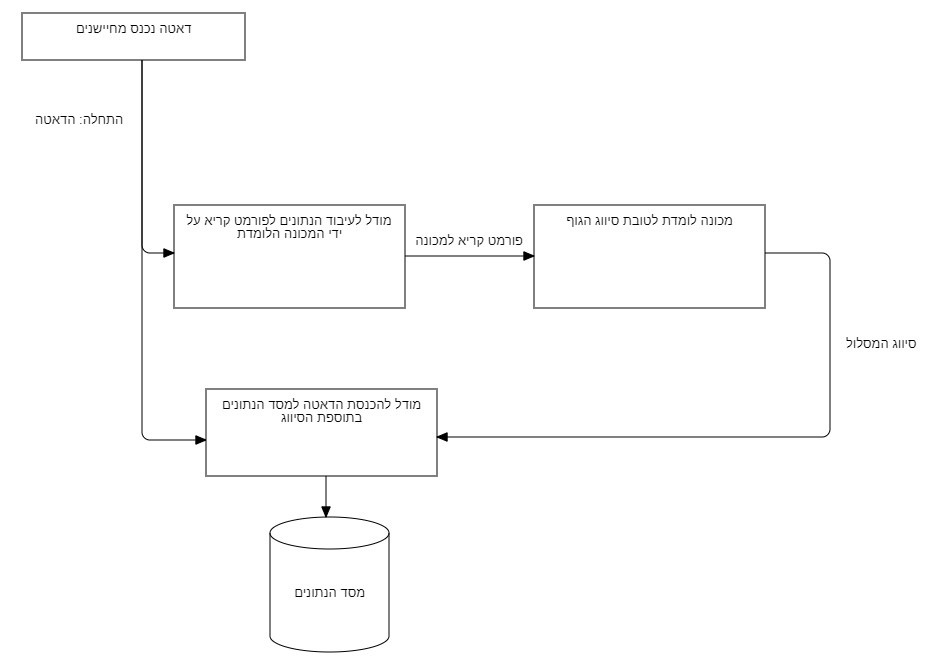 דאטה נכנס מחיישנים
התחלה: הדאטה
מודל לעיבוד הנתונים לפורמט קריא על
ידי המכונה הלומדת
פורמט קריא למכונה
מכונה לומדת לטובת סיווג הגוף
סיווג המסלול
מודל להכנסת הדאטה למסד הנתונים
בתוספת הסיווג
מסד הנתונים